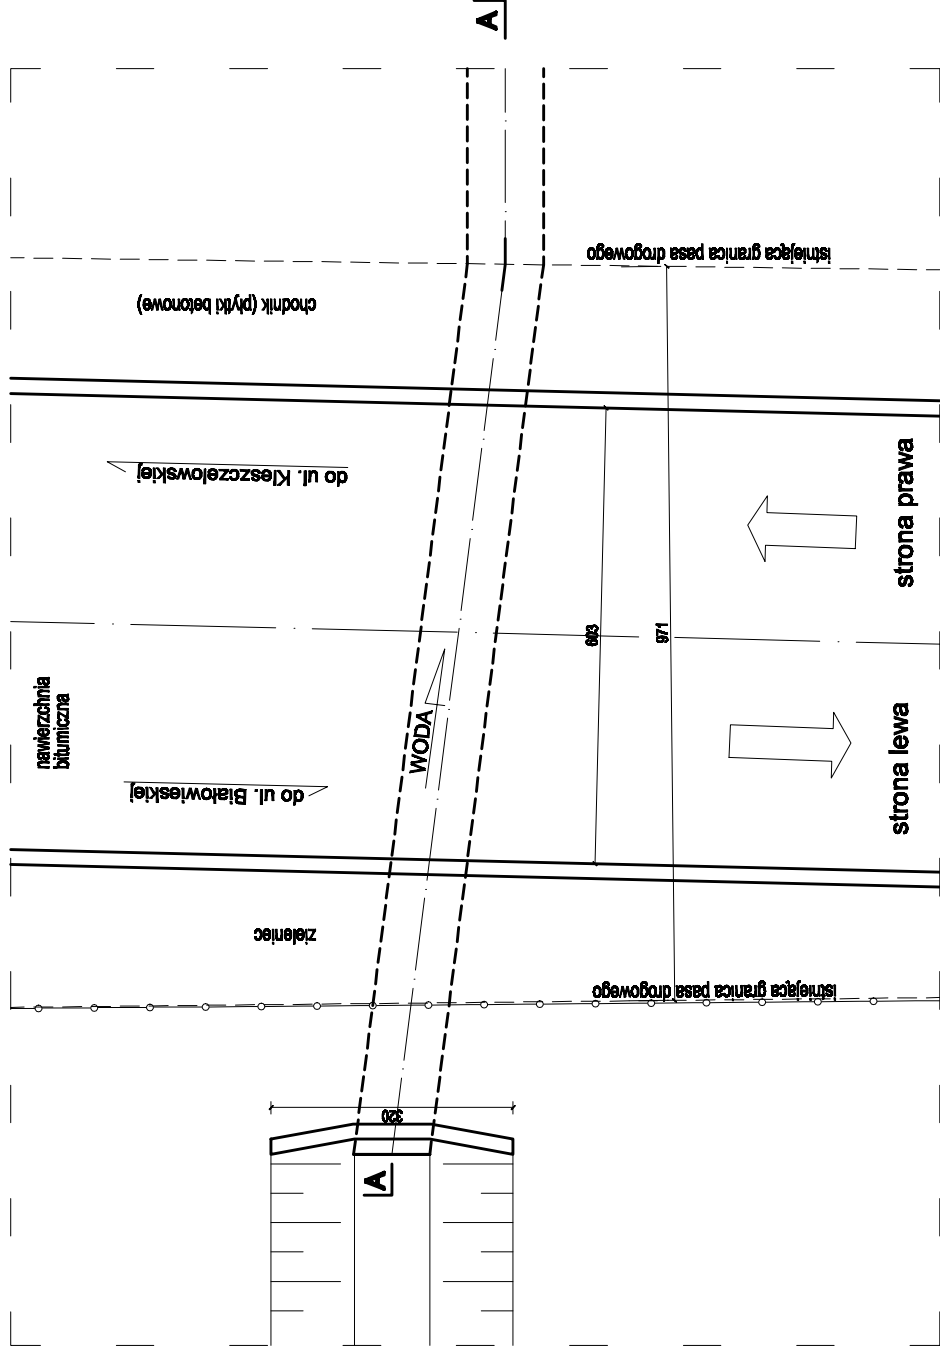 A
istniejąca granica pasa drogowego
chodnik (płytki betonowe)
do ul. Kleszczelowskiej
strona prawa
603
971
nawierzchnia
bitumiczna
WODA
strona lewa
do ul. Białowieskiej
zieleniec
istniejąca granica pasa drogowego
320
A